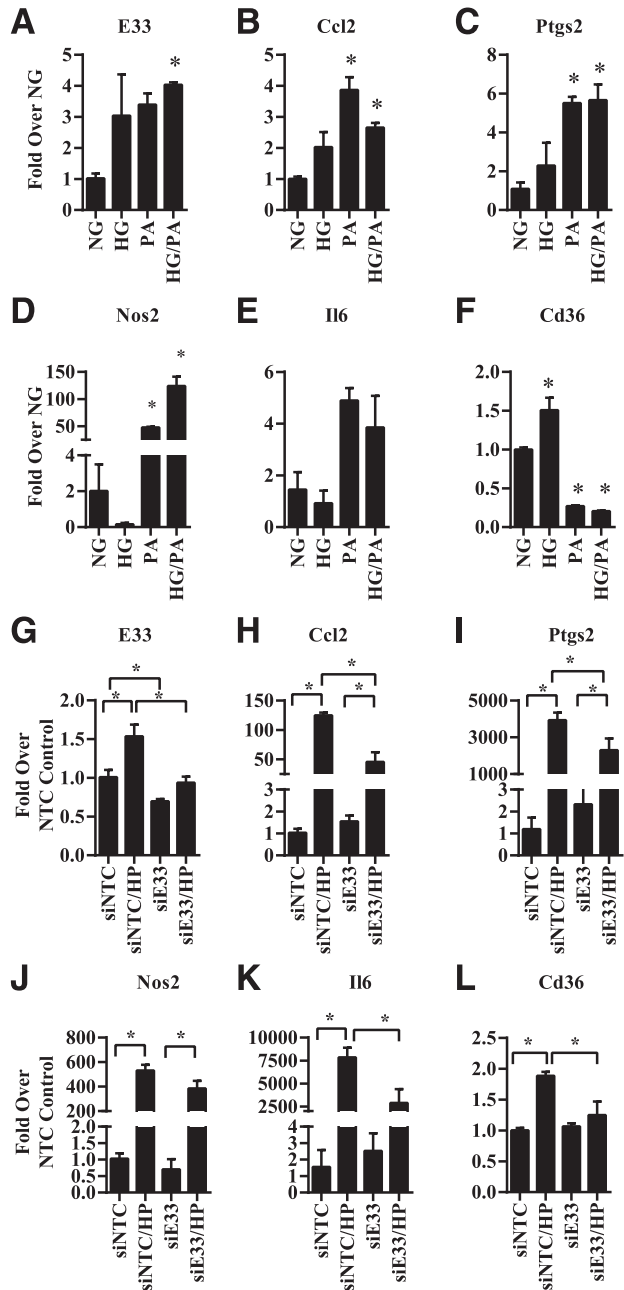 A E33
Fold Over NG
5
4
3
2
1
0
*
NG HG PA HG/PA
B Ccl2
5
4
3
2
1
0
* *
NG HG PA HG/PA
C Ptgs2
8
6
4
2
0
* *
NG HG PA HG/PA
D Nos2
Fold Over NG
150
100
50
4
2
0
* *
NG HG PA HG/PA
E Il6
6
4
2
0
NG HG PA HG/PA
F Cd36
2.0
1.5
1.0
0.5
0.0
* * *
NG HG PA HG/PA
G E33
Fold Over
NTC Control
2.0
1.5
1.0
0.5
0.0
* * *
siNTC siNTC/HP siE33 siE33/HP
H Ccl2
150
100
50
3
2
1
0
* * *
siNTC siNTC/HP siE33 siE33/HP
I Ptgs2
5000
3000
1000
3
2
1
0
* * *
siNTC siNTC/HP siE33 siE33/HP
J Nos2
Fold Over
NTC Control
800
600
400
200
2.0
1.5
1.0
0.5
0.0
* *
siNTC siNTC/HP siE33 siE33/HP
K Il6
10000
7500
5000
2500
4
3
2
1
0
* *
siNTC siNTC/HP siE33 siE33/HP
L Cd36
2.5
2.0
1.5
1.0
0.5
0.0
* *
siNTC siNTC/HP siE33 siE33/HP